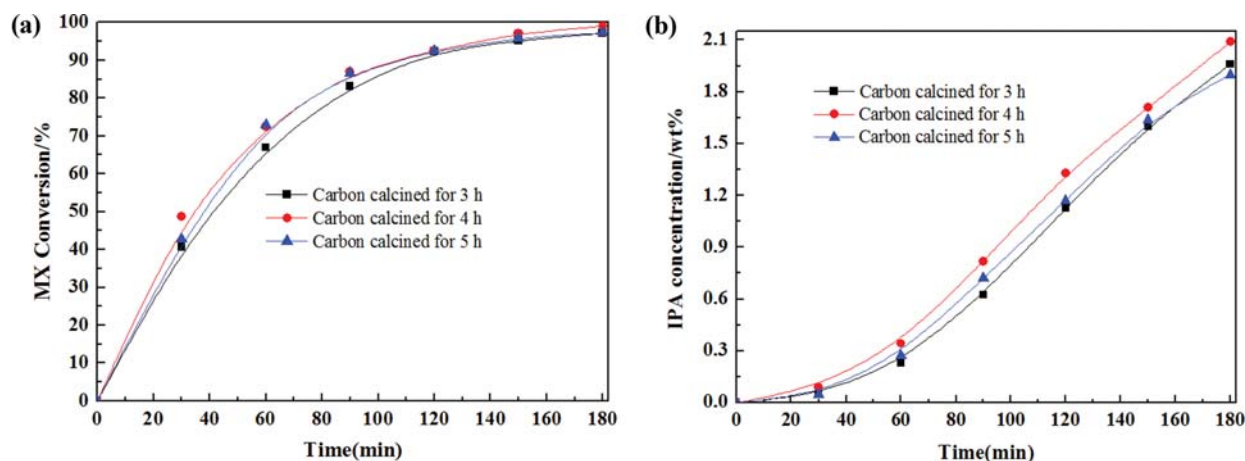 (a)
100
90
80
70
60
50
40
30
20
10
0
MX Conversion/%
Carbon calcined for 3 h
Carbon calcined for 4 h
Carbon calcined for 5 h
0 20 40 60 80 100 120 140 160 180
Time(min)
(b)
2.1
1.8
1.5
1.2
0.9
0.6
0.3
0.0
IPA concentration/wt%
Carbon calcined for 3 h
Carbon calcined for 4 h
Carbon calcined for 5 h
0 20 40 60 80 100 120 140 160 180
Time(min)